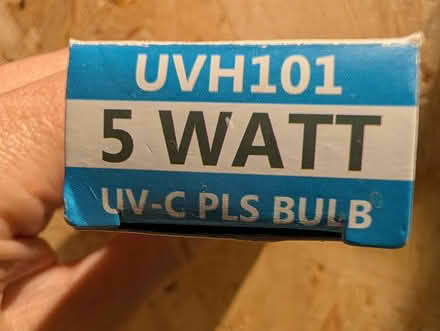 UVH101
5 WATT
UV-C PLS BULB